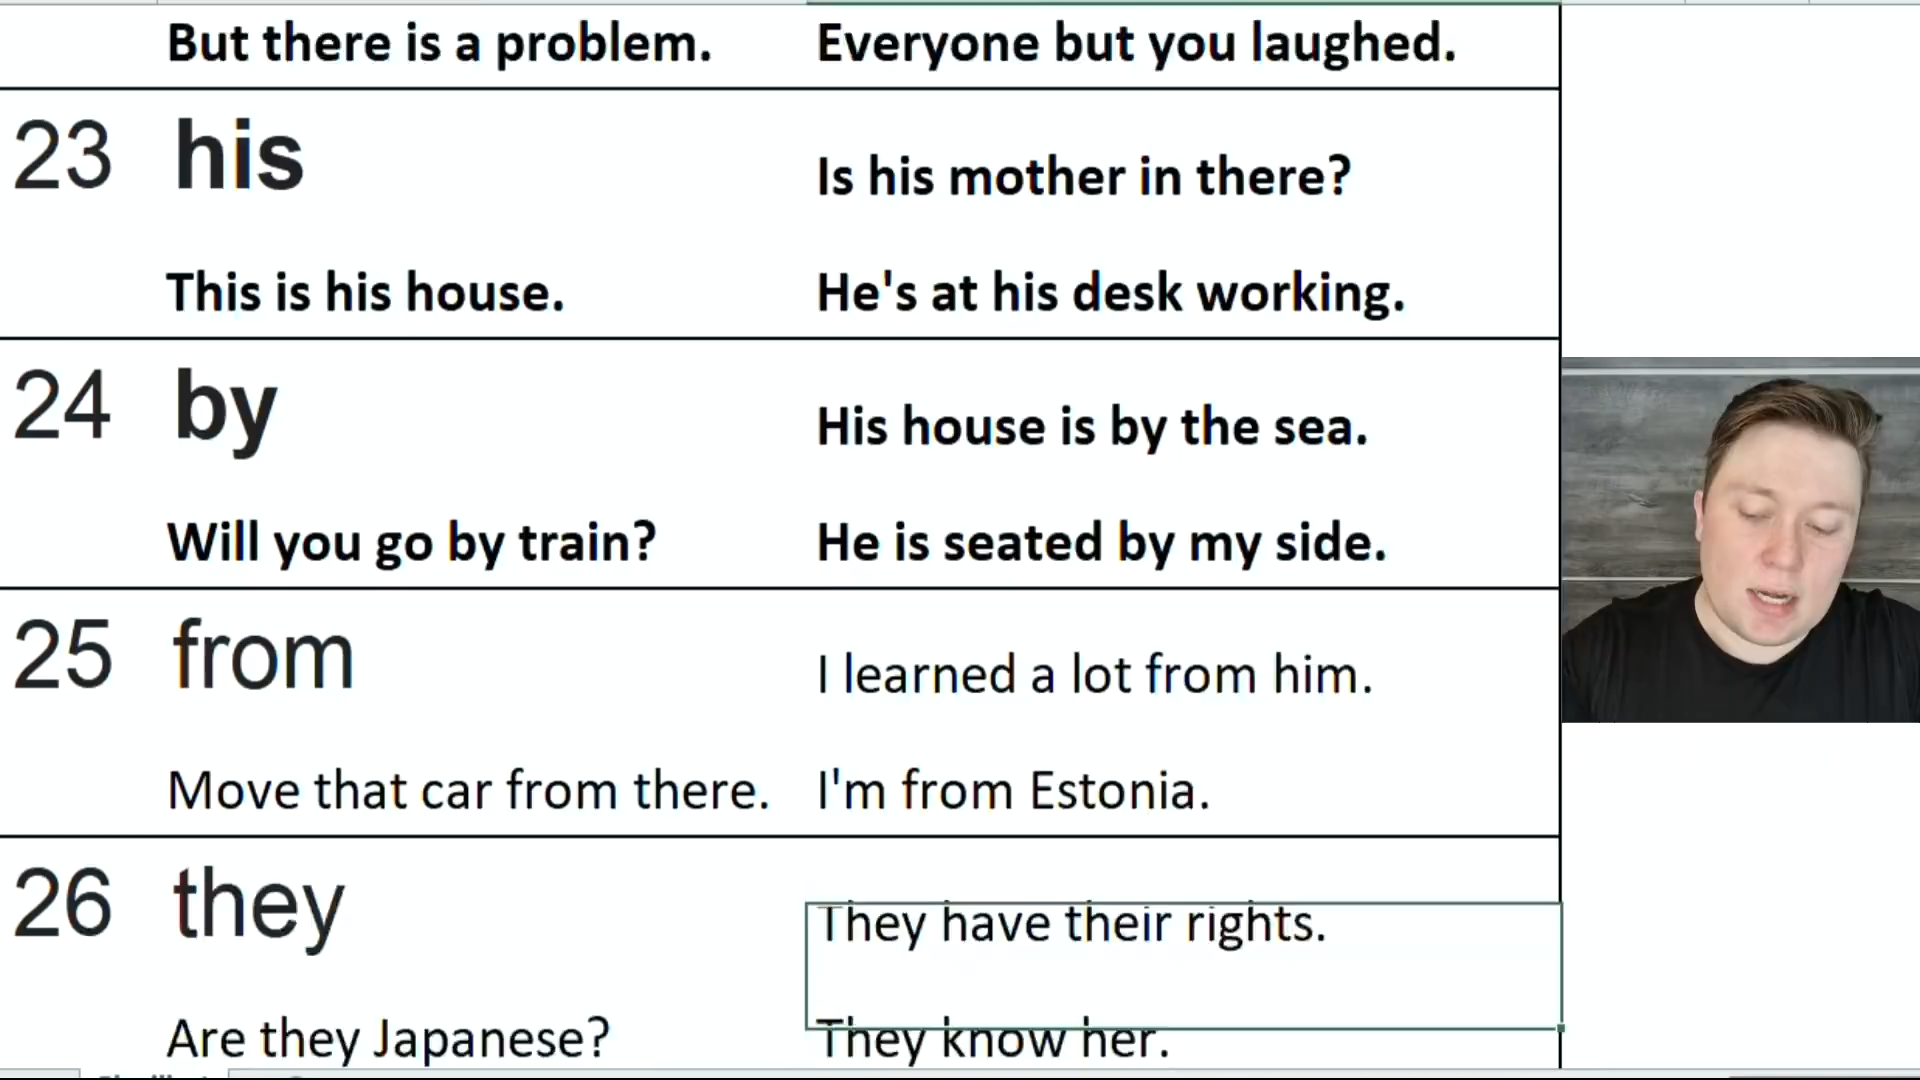 But there is a problem. Everyone but you laughed.
23 his Is his mother in there?
This is his house. He's at his desk working.
24 by His house is by the sea.
Will you go by train? He is seated by my side.
25 from I learned a lot from him.
Move that car from there. I'm from Estonia.
26 they They have their rights.
Are they Japanese? They know her.